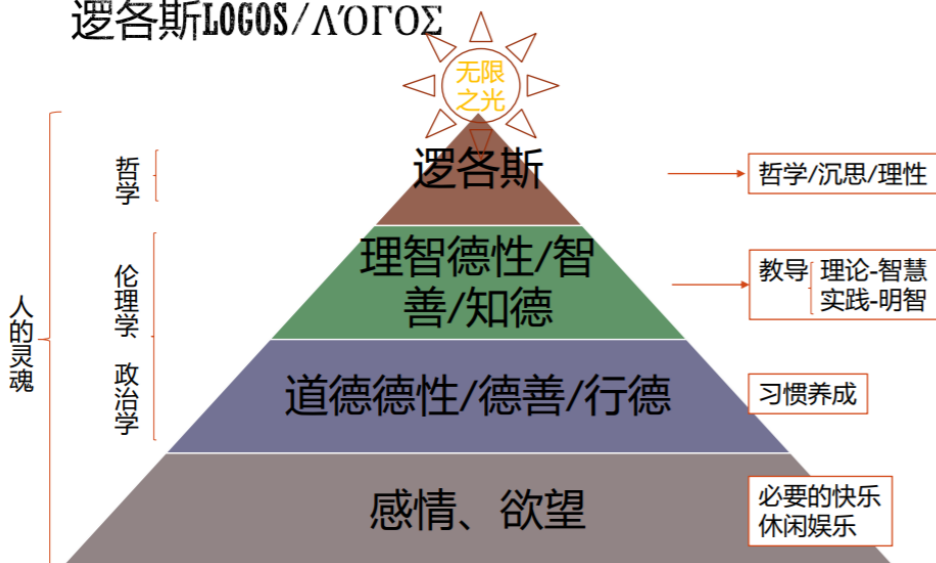 逻各斯LOGOS/ΛΌΓΟΣ
无限
之光
哲学
逻各斯
哲学/沉思/理性
伦理学
理智德性/智
善/知德
教导
理论-智慧
实践-明智
人的灵魂
政治学
道德德性/德善/行德
习惯养成
感情、欲望
必要的快乐
休闲娱乐